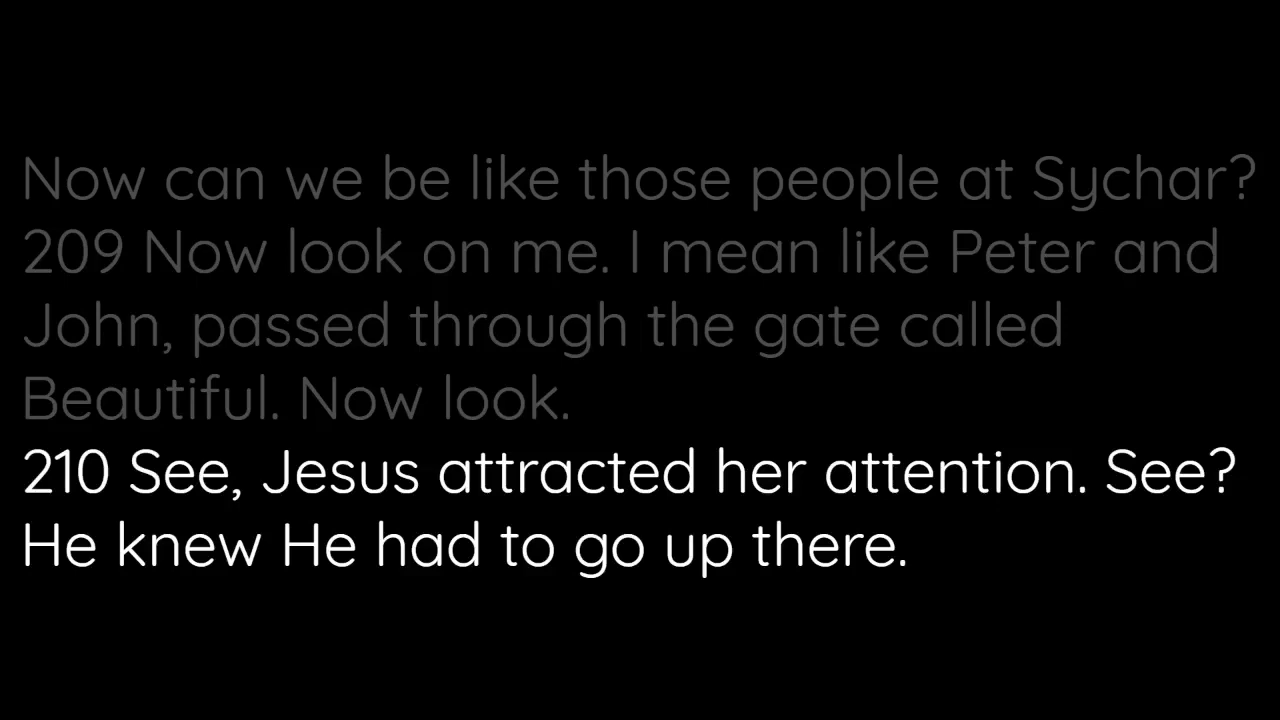 Now can we be like those people at Sychar?
209 Now look on me. I mean like Peter and
John, passed through the gate called
Beautiful. Now look.
210 See, Jesus attracted her attention. See?
He knew He had to go up there.